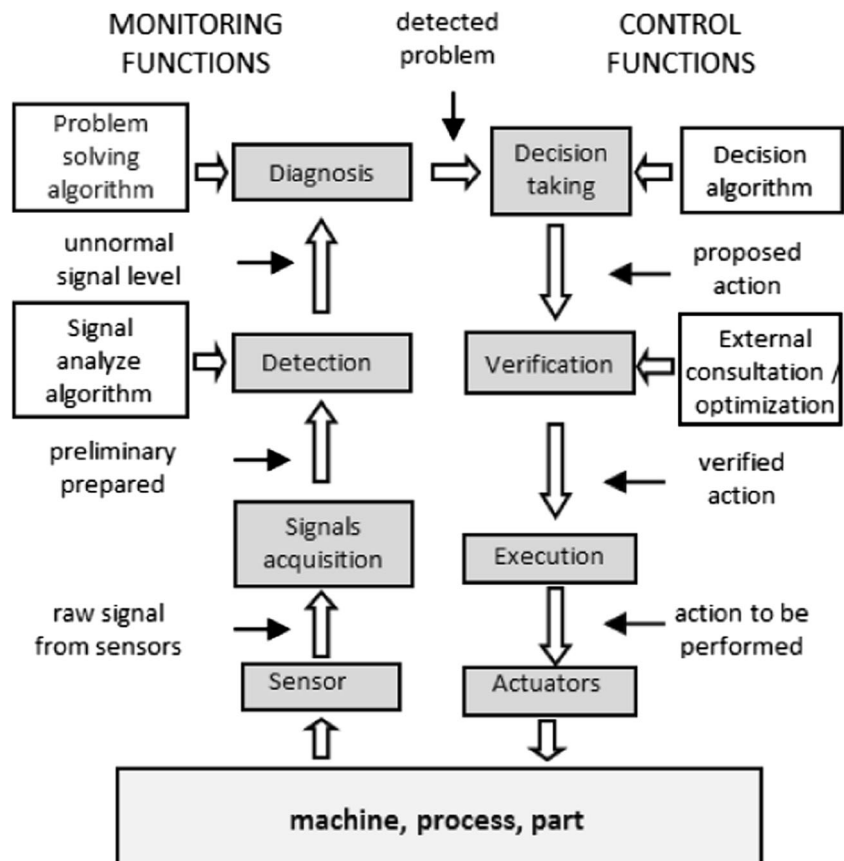 MONITORING
FUNCTIONS
detected
problem
CONTROL
FUNCTIONS
Problem
solving
algorithm
Diagnosis
Decision
taking
Decision
algorithm
unnormal
signal level
proposed
action
Signal
analyze
algorithm
Detection
Verification
External
consultation /
optimization
preliminary
prepared
verified
action
Signals
acquisition
Execution
raw signal
from sensors
action to be
performed
Sensor
Actuators
machine, process, part